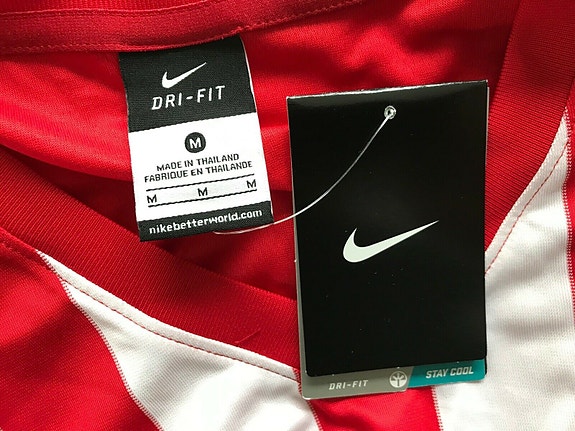 DRI-FIT
M
MADE IN THAILAND
FABRIQUE EN THAILANDE
M M M
nikebetterworld.com
DRI-FIT STAY COOL